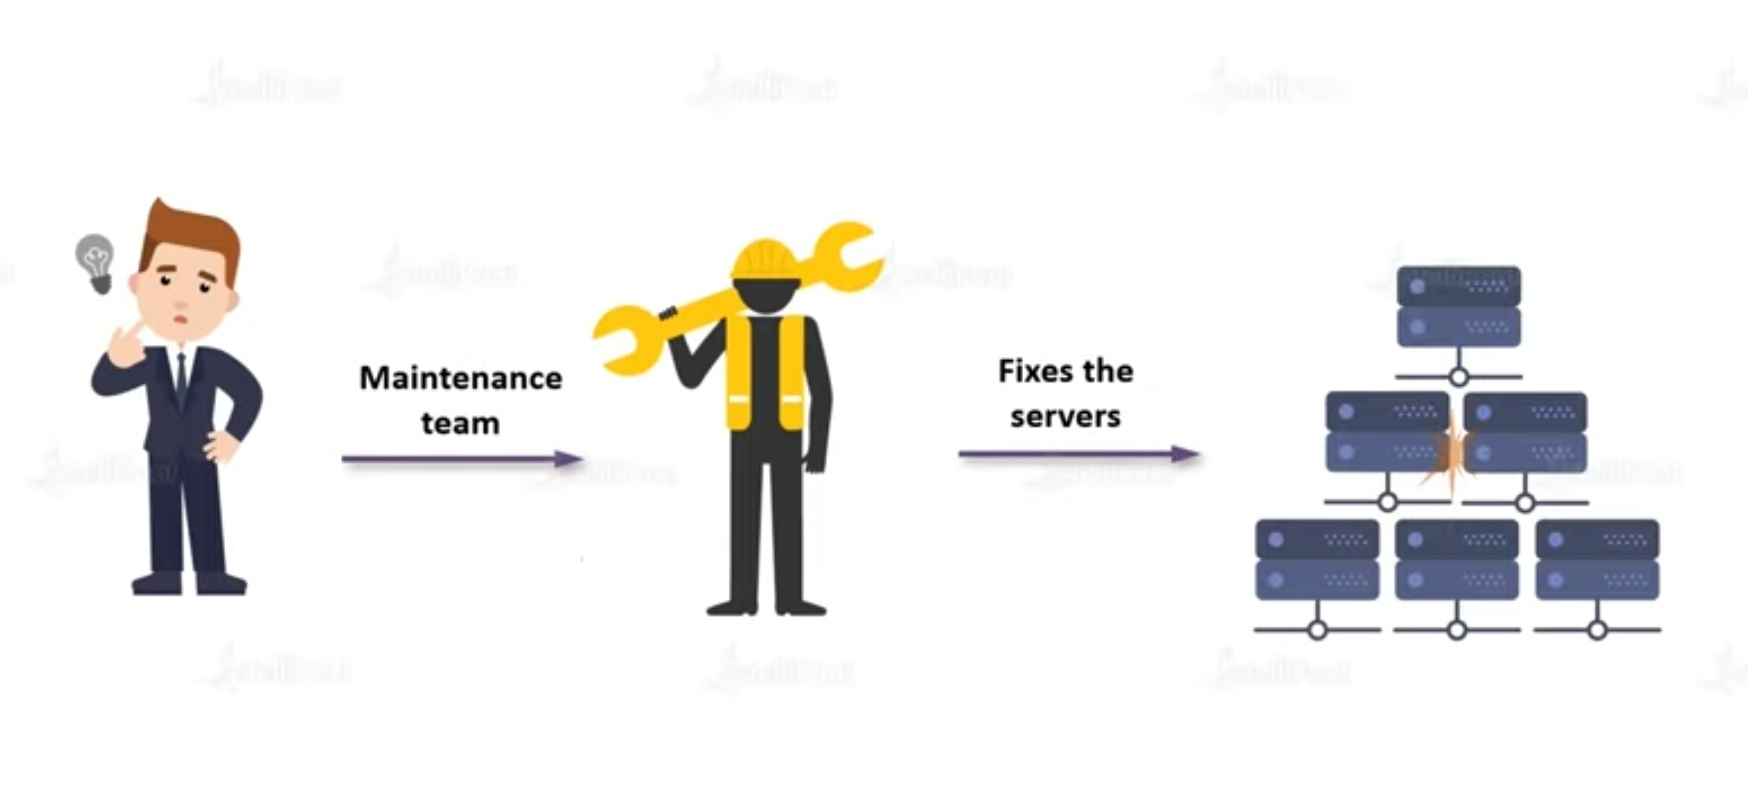 Maintenance
team
Fixes the
servers